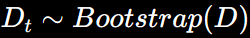 D_t ∼ Bootstrap(D)